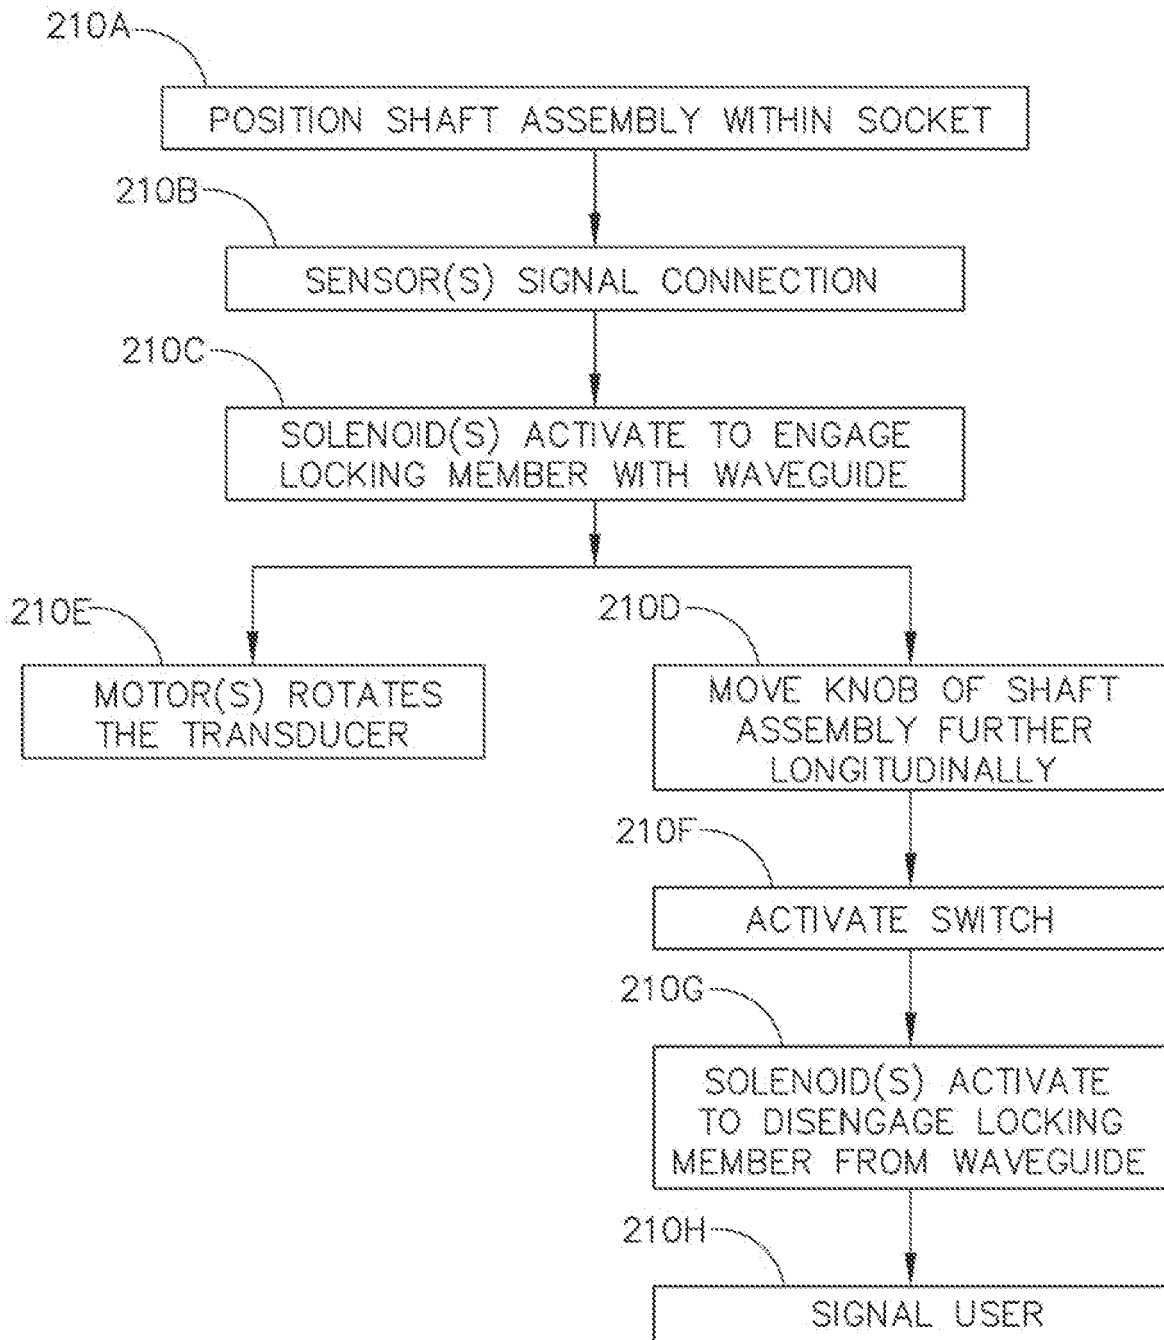 210A
POSITION SHAFT ASSEMBLY WITHIN SOCKET
210B
SENSOR(S) SIGNAL CONNECTION
210C
SOLENOID(S) ACTIVATE TO ENGAGE
LOCKING MEMBER WITH WAVEGUIDE
210E
MOTOR(S) ROTATES
THE TRANSDUCER
210D
MOVE KNOB OF SHAFT
ASSEMBLY FURTHER
LONGITUDINALLY
210F
ACTIVATE SWITCH
210G
SOLENOID(S) ACTIVATE
TO DISENGAGE LOCKING
MEMBER FROM WAVEGUIDE
210H
SIGNAL USER